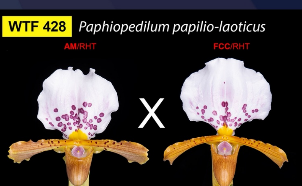 WTF 428 Paphiopedilum papilio-laoticus
AM/RHT FCC/RHT
X